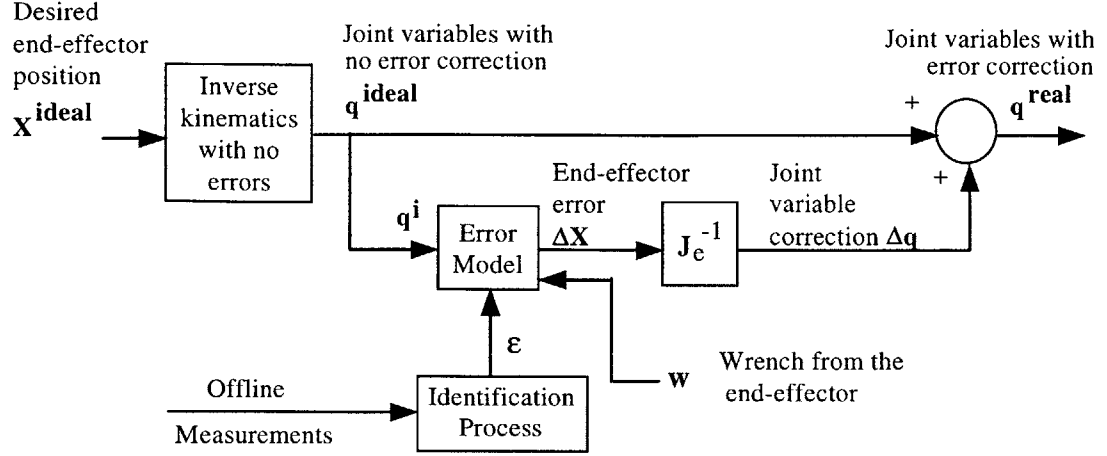 Desired
end-effector
position
X^ideal
Inverse
kinematics
with no
errors
Joint variables with
no error correction
q^ideal
Joint variables with
error correction
q^real
+
+
q^i
Error
Model
End-effector
error
ΔX
J_e^-1
Joint
variable
correction Δq
ε
w
Wrench from the
end-effector
Offline
Measurements
Identification
Process